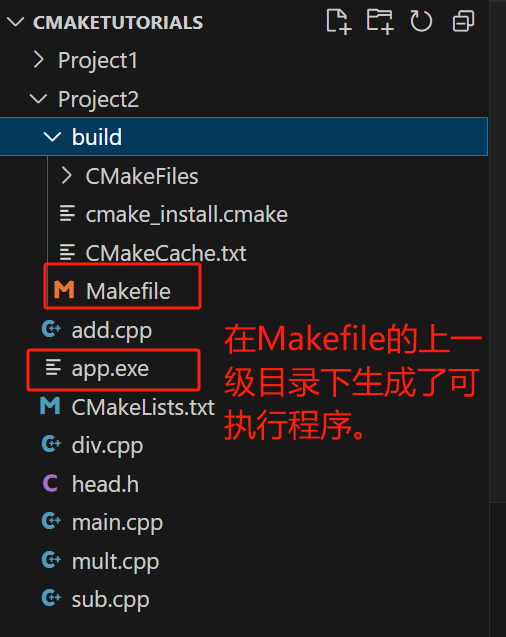 CMAKETUTORIALS
Project1
Project2
build
CMakeFiles
cmake_install.cmake
CMakeCache.txt
Makefile
add.cpp
app.exe
CMakeLists.txt
div.cpp
head.h
main.cpp
mult.cpp
sub.cpp
在Makefile的上一
级目录下生成了可
执行程序。